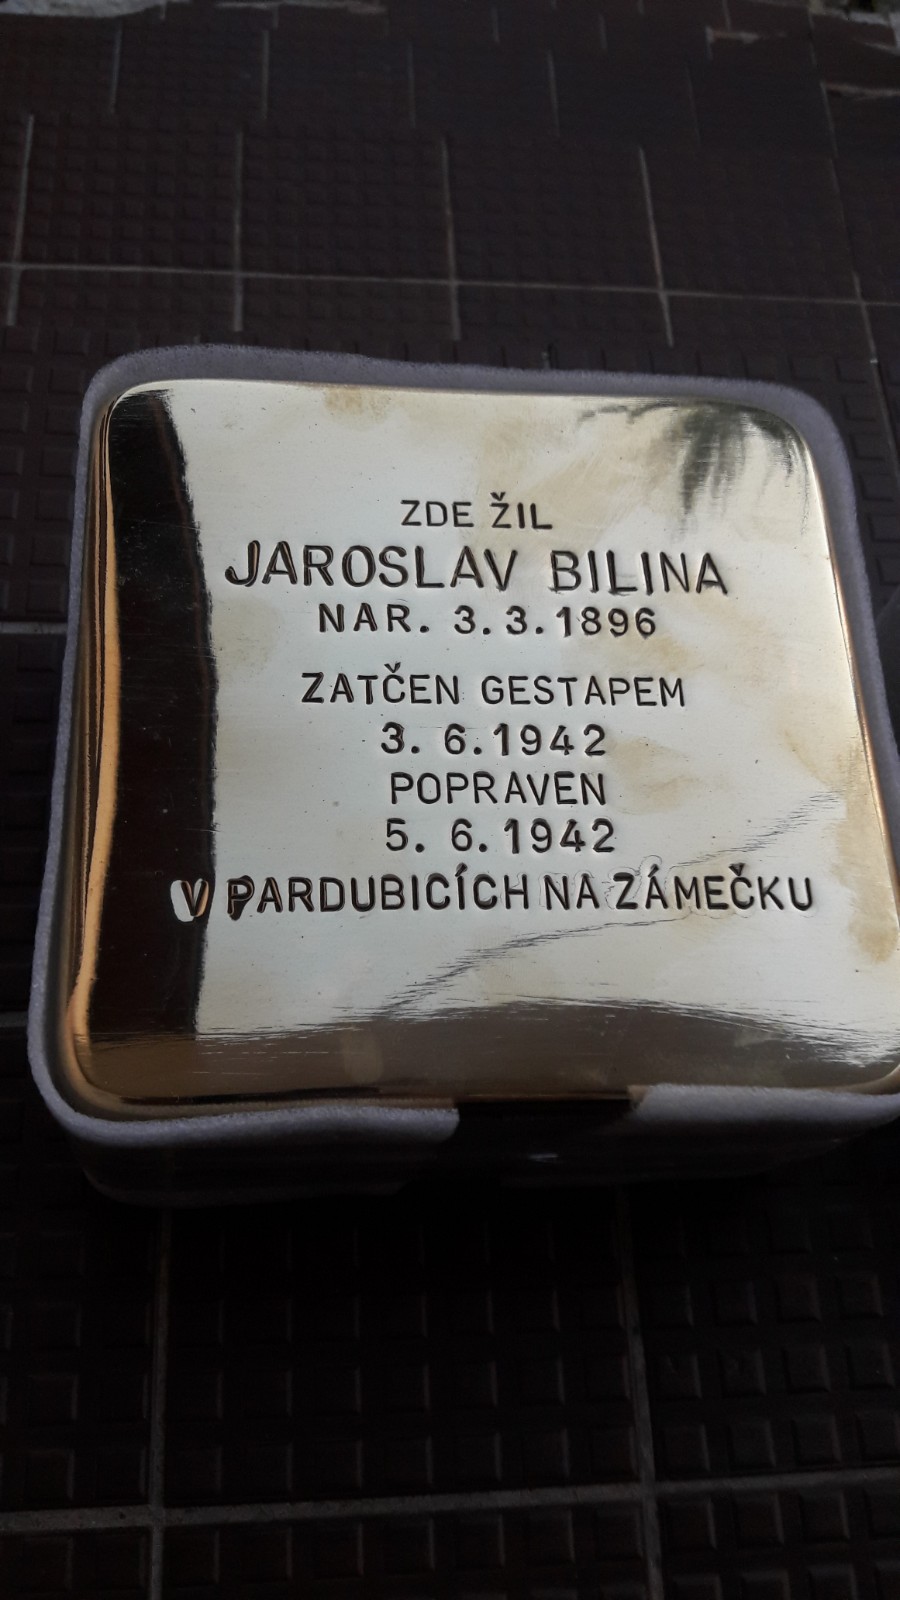 ZDE ŽIL
JAROSLAV BILINA
NAR. 3.3.1896
ZATČEN GESTAPEM
3. 6.1942
POPRAVEN
5. 6.1942
V PARDUBICÍCH NA ZÁMEČKU